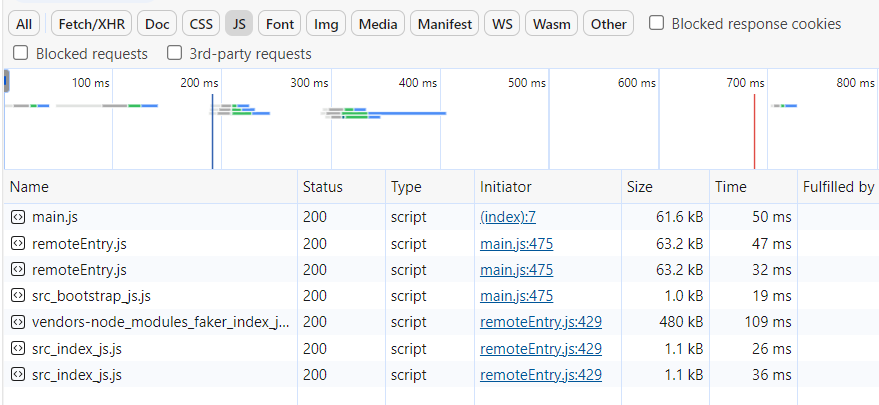 All Fetch/XHR Doc CSS JS Font Img Media Manifest WS Wasm Other Blocked response cookies
Blocked requests 3rd-party requests
100 ms 200 ms 300 ms 400 ms 500 ms 600 ms 700 ms 800 ms
Name Status Type Initiator Size Time Fulfilled by
main.js 200 script (index):7 61.6 kB 50 ms
remoteEntry.js 200 script main.js:475 63.2 kB 47 ms
remoteEntry.js 200 script main.js:475 63.2 kB 32 ms
src_bootstrap_js.js 200 script main.js:475 1.0 kB 19 ms
vendors-node_modules_faker_index_j... 200 script remoteEntry.js:429 480 kB 109 ms
src_index_js.js 200 script remoteEntry.js:429 1.1 kB 26 ms
src_index_js.js 200 script remoteEntry.js:429 1.1 kB 36 ms